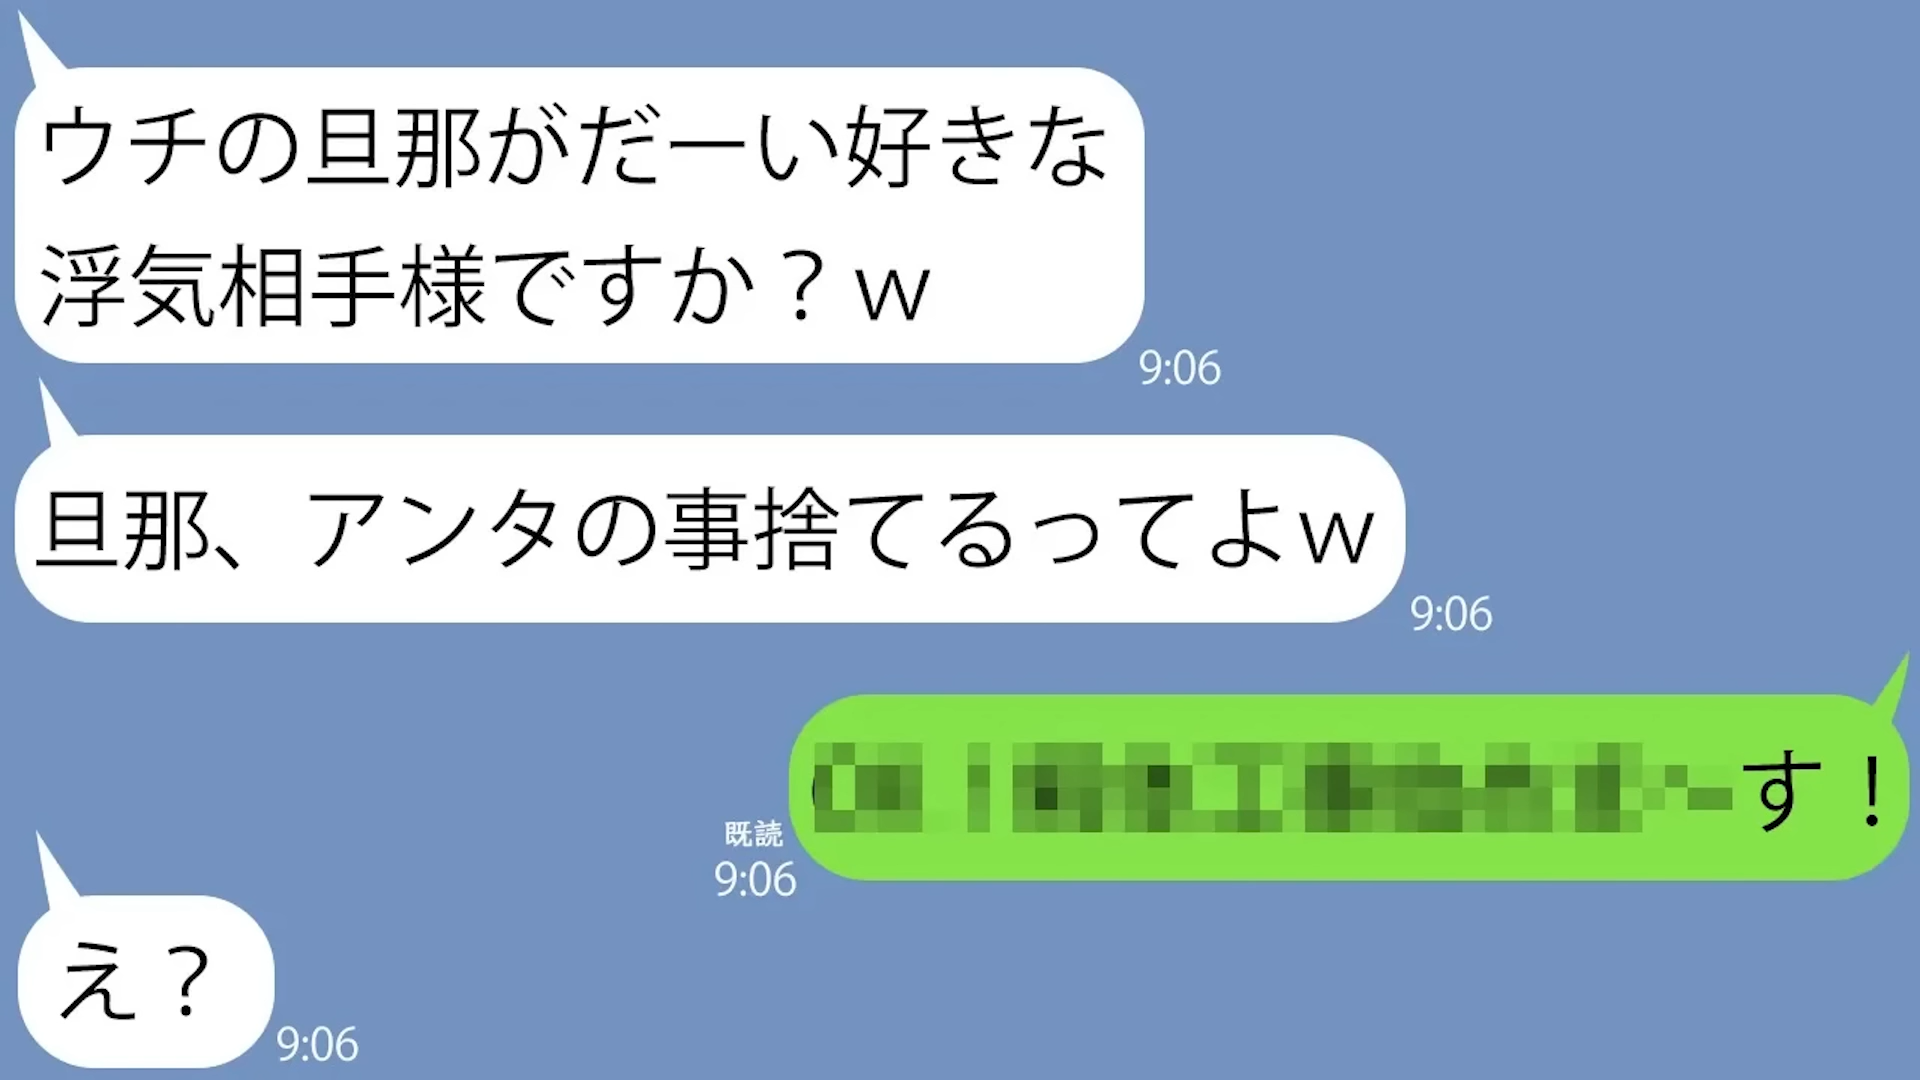 ウチの旦那がだーい好きな
浮気相手様ですか？ｗ
9:06
旦那、アンタの事捨てるってよｗ
9:06
す！
既読
9:06
え？
9:06